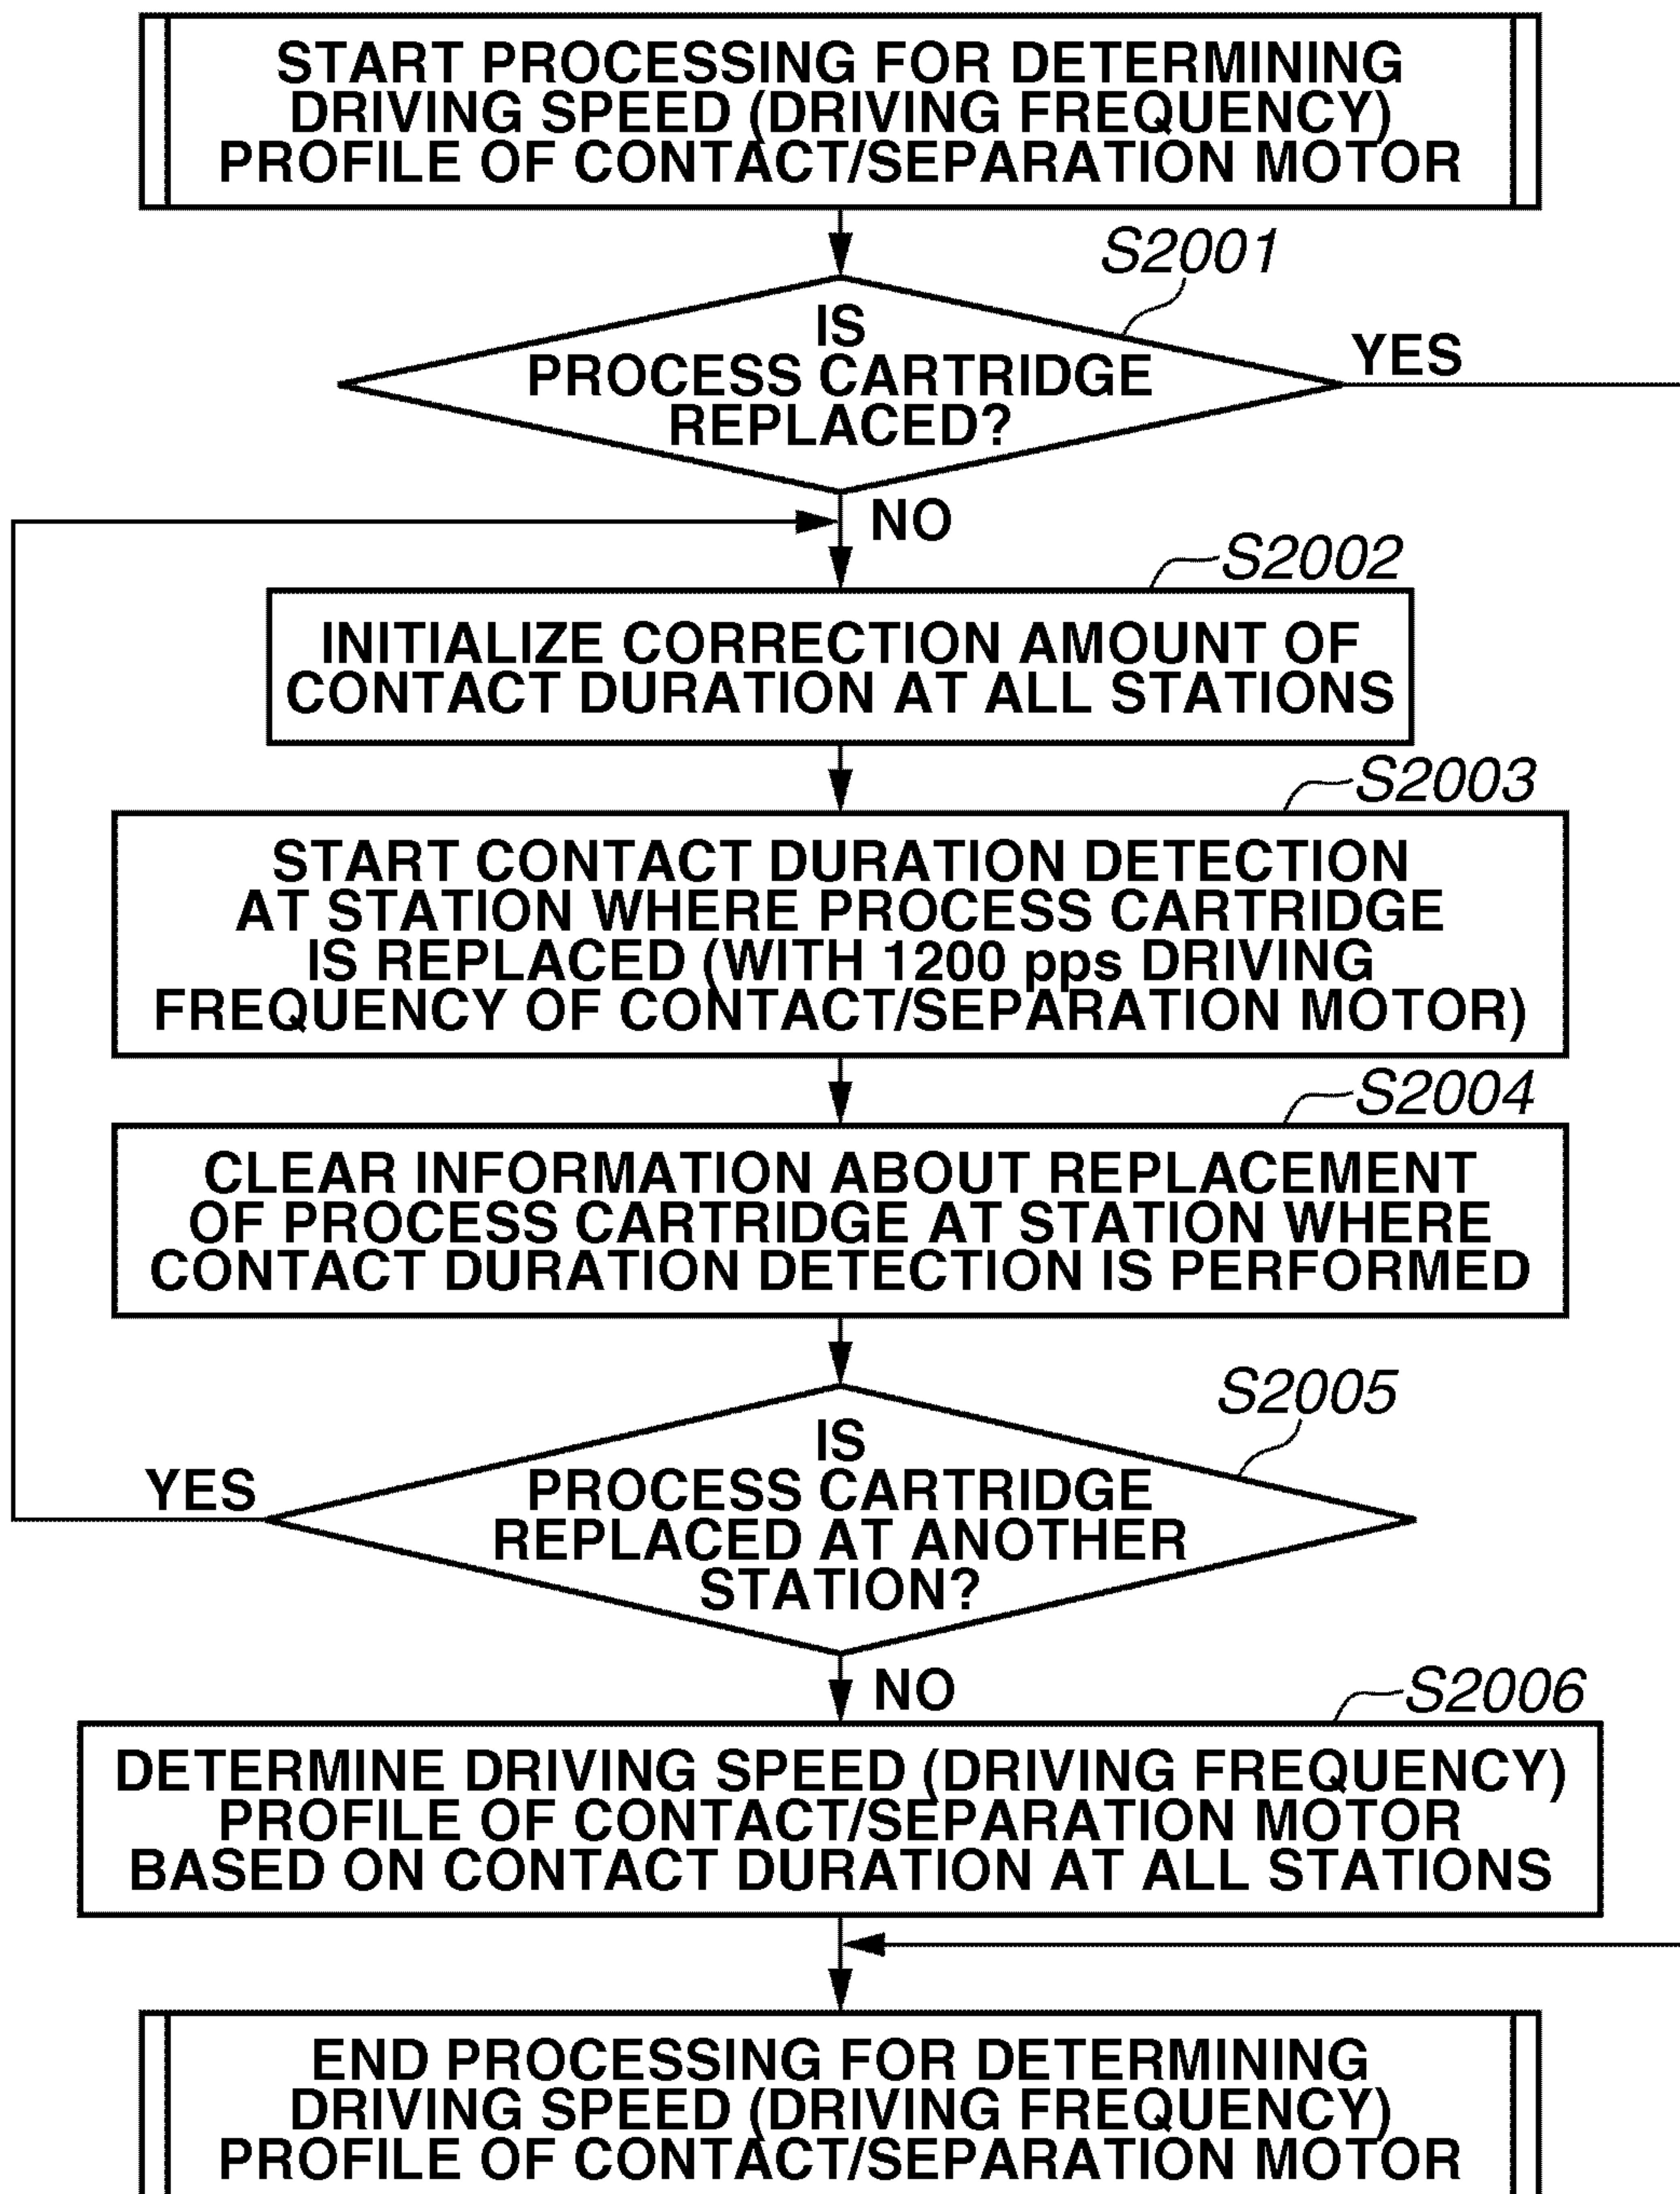 START PROCESSING FOR DETERMINING
DRIVING SPEED (DRIVING FREQUENCY)
PROFILE OF CONTACT/SEPARATION MOTOR
S2001
IS
PROCESS CARTRIDGE
REPLACED?
YES
NO
S2002
INITIALIZE CORRECTION AMOUNT OF
CONTACT DURATION AT ALL STATIONS
S2003
START CONTACT DURATION DETECTION
AT STATION WHERE PROCESS CARTRIDGE
IS REPLACED (WITH 1200 pps DRIVING
FREQUENCY OF CONTACT/SEPARATION MOTOR)
S2004
CLEAR INFORMATION ABOUT REPLACEMENT
OF PROCESS CARTRIDGE AT STATION WHERE
CONTACT DURATION DETECTION IS PERFORMED
S2005
IS
PROCESS CARTRIDGE
REPLACED AT ANOTHER
STATION?
YES
NO
S2006
DETERMINE DRIVING SPEED (DRIVING FREQUENCY)
PROFILE OF CONTACT/SEPARATION MOTOR
BASED ON CONTACT DURATION AT ALL STATIONS
END PROCESSING FOR DETERMINING
DRIVING SPEED (DRIVING FREQUENCY)
PROFILE OF CONTACT/SEPARATION MOTOR